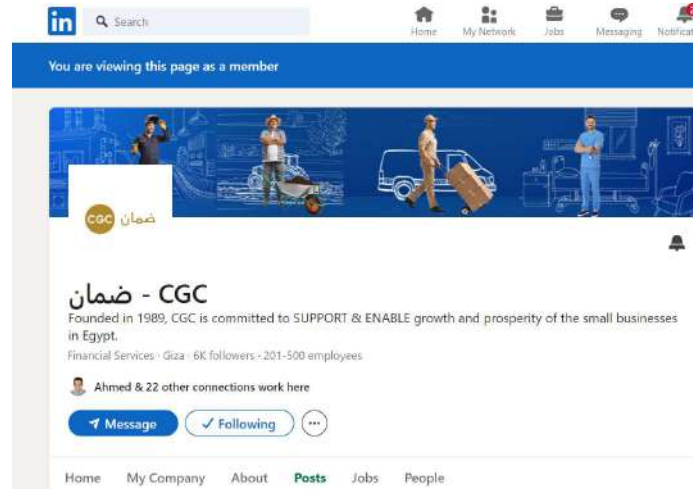 in
Search
Home
My Network
Jobs
Messaging
You are viewing this page as a member
CGC ضمان
ضمان - CGC
Founded in 1989, CGC is committed to SUPPORT & ENABLE growth and prosperity of the small businesses
in Egypt.
Financial Services · Giza · 6K followers · 201-500 employees
Ahmed & 22 other connections work here
Message
Following
Home
My Company
About
Posts
Jobs
People